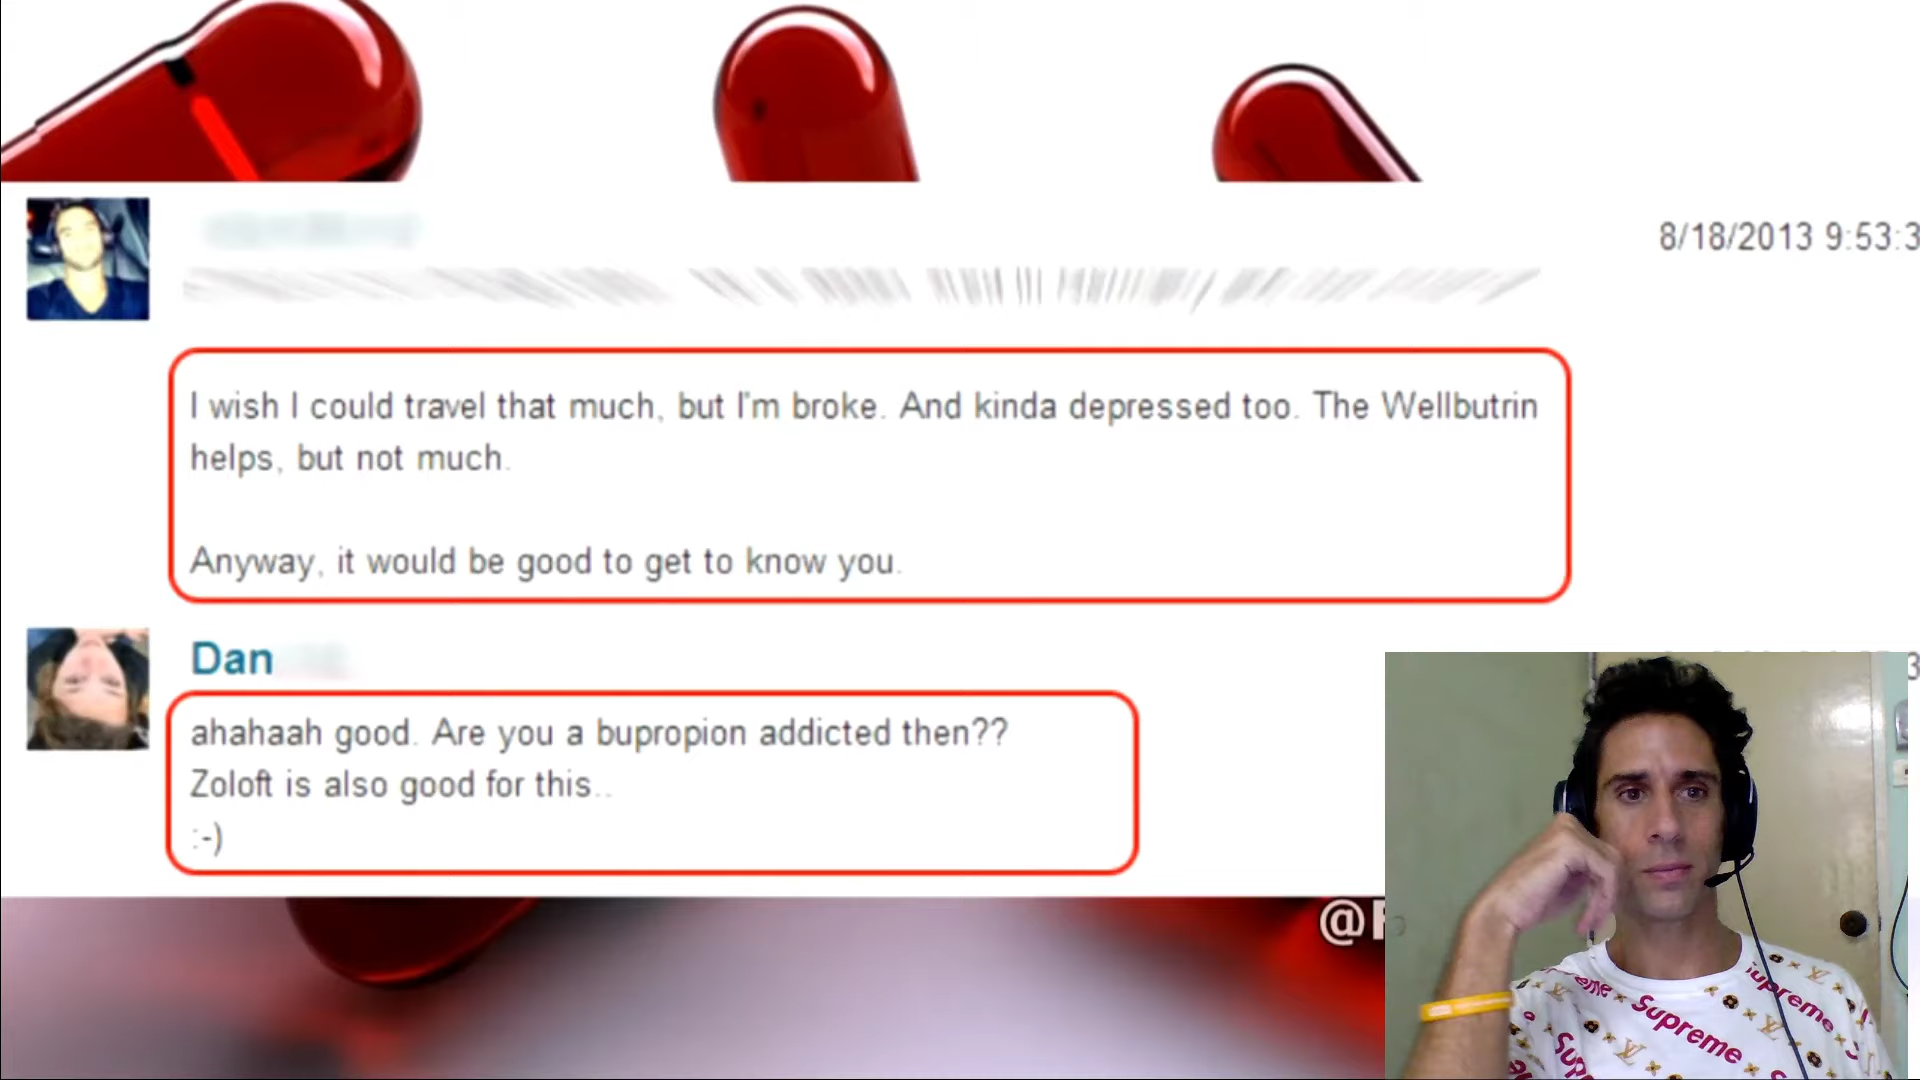 8/18/2013 9:53:3
I wish I could travel that much, but I'm broke. And kinda depressed too. The Wellbutrin
helps, but not much.
Anyway, it would be good to get to know you.
Dan
ahahaah good. Are you a bupropion addicted then??
Zoloft is also good for this..
:-)
@
Supreme
Supreme